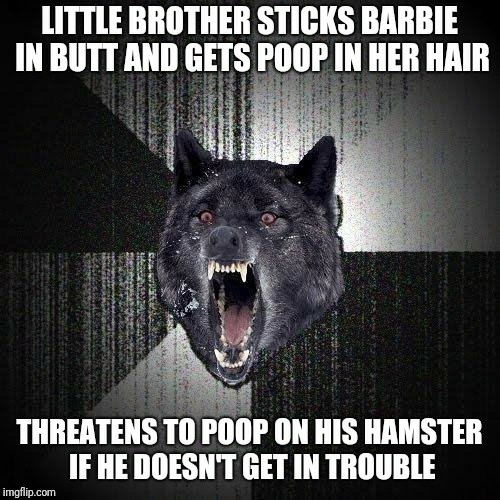 LITTLE BROTHER STICKS BARBIE
IN BUTT AND GETS POOP IN HER HAIR
THREATENS TO POOP ON HIS HAMSTER
IF HE DOESN'T GET IN TROUBLE
imgflip.com